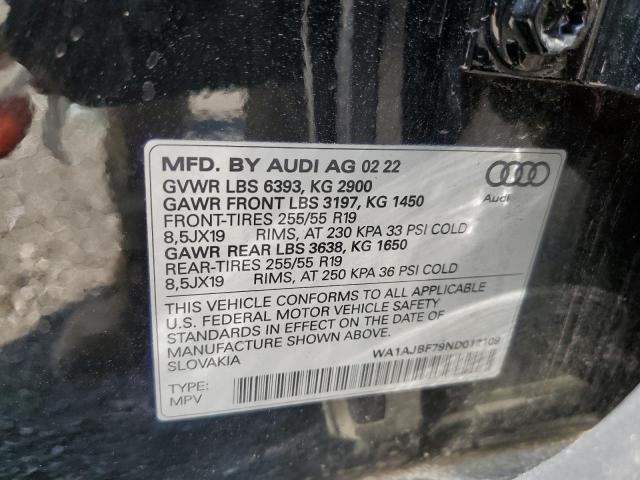 MFD. BY AUDI AG 02 22
GVWR LBS 6393, KG 2900
GAWR FRONT LBS 3197, KG 1450
FRONT-TIRES 255/55 R19
8,5JX19 RIMS, AT 230 KPA 33 PSI COLD
GAWR REAR LBS 3638, KG 1650
REAR-TIRES 255/55 R19
8,5JX19 RIMS, AT 250 KPA 36 PSI COLD
Audi
THIS VEHICLE CONFORMS TO ALL APPLICABLE
U.S. FEDERAL MOTOR VEHICLE SAFETY
STANDARDS IN EFFECT ON THE DATE OF
MANUFACTURE SHOWN ABOVE.
SLOVAKIA
TYPE:
MPV